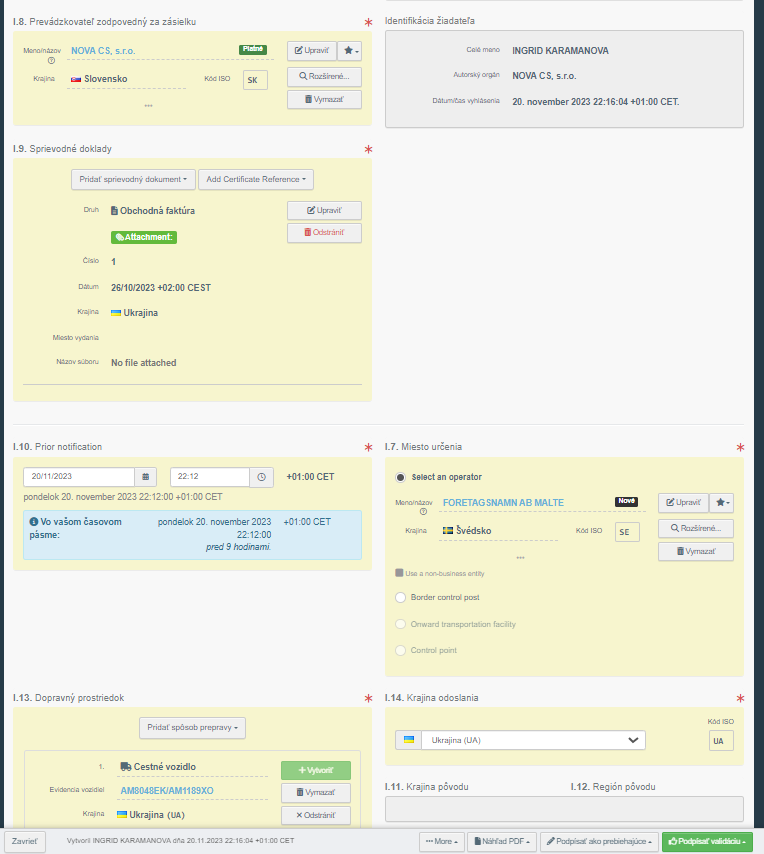 I.8. Prevádzkovateľ zodpovedný za zásielku
Meno/názov NOVA CS, s.r.o. Platné Upraviť
Krajina Slovensko Kód ISO SK Rozšírené...
Vymazať
Identifikácia žiadateľa
Celé meno INGRID KARAMANOVA
Autorský orgán NOVA CS, s.r.o.
Dátum/čas vyhlásenia 20. november 2023 22:16:04 +01:00 CET.
I.9. Sprievodné doklady
Pridať sprievodný dokument Add Certificate Reference
Druh Obchodná faktúra Upraviť
Attachment: Odstrániť
Číslo 1
Dátum 26/10/2023 +02:00 CEST
Krajina Ukrajina
Miesto vydania
Názov súboru No file attached
I.10. Prior notification
20/11/2023 22:12 +01:00 CET
pondelok 20. november 2023 22:12:00 +01:00 CET
Vo vašom časovom pondelok 20. november 2023 +01:00 CET
pásme: 22:12:00
pred 9 hodinami.
I.7. Miesto určenia
Select an operator
Meno/názov FORETAGSNAMN AB MALTE Nové Upraviť
Krajina Švédsko Kód ISO SE Rozšírené...
Vymazať
Use a non-business entity
Border control post
Onward transportation facility
Control point
I.13. Dopravný prostriedok
Pridať spôsob prepravy
1. Cestné vozidlo Vytvoriť
Evidencia vozidiel AM8048EK/AM1189XO Vymazať
Krajina Ukrajina (UA) Odstrániť
I.14. Krajina odoslania
Kód ISO
Ukrajina (UA) UA
I.11. Krajina pôvodu I.12. Región pôvodu
Zavrieť Vytvoril INGRID KARAMANOVA dňa 20.11.2023 22:16:04 +01:00 CET More Náhľad PDF Podpísať ako prebiehajúce Podpísať validáciu